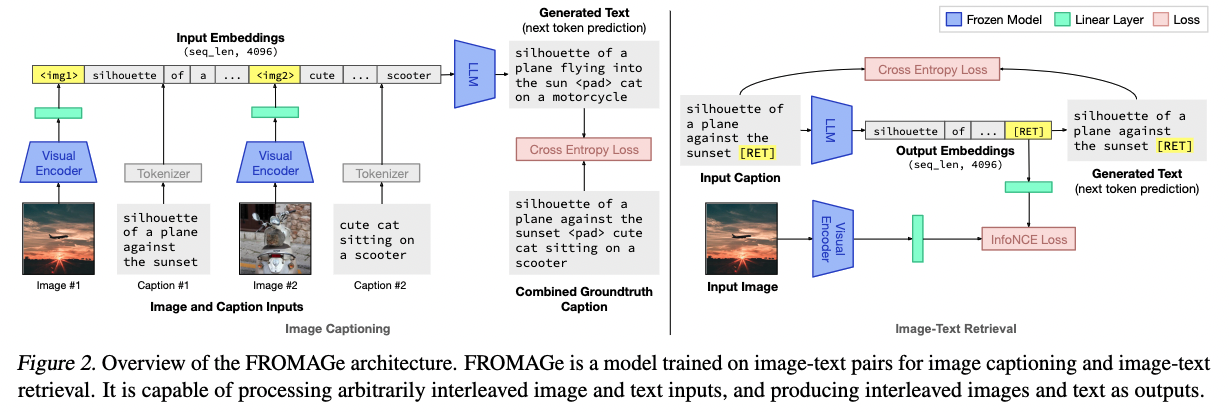 Frozen Model
Linear Layer
Loss
Input Embeddings
(seq_len, 4096)
<img1> silhouette of a ... <img2> cute ... scooter
LLM
Generated Text
(next token prediction)
silhouette of a
plane flying into
the sun <pad> cat
on a motorcycle
Cross Entropy Loss
Visual
Encoder
Tokenizer
Visual
Encoder
Tokenizer
silhouette
of a plane
against
the sunset
cute cat
sitting on
a scooter
silhouette of a
plane against the
sunset <pad> cute
cat sitting on a
scooter
Image #1
Caption #1
Image #2
Caption #2
Image and Caption Inputs
Combined Groundtruth
Caption
Image Captioning
Cross Entropy Loss
silhouette of
a plane
against the
sunset [RET]
Input Caption
LLM
silhouette of ... [RET]
Output Embeddings
(seq_len, 4096)
silhouette of a
plane against
the sunset [RET]
Generated Text
(next token prediction)
Visual
Encoder
InfoNCE Loss
Input Image
Image-Text Retrieval
Figure 2. Overview of the FROMAGe architecture. FROMAGe is a model trained on image-text pairs for image captioning and image-text
retrieval. It is capable of processing arbitrarily interleaved image and text inputs, and producing interleaved images and text as outputs.